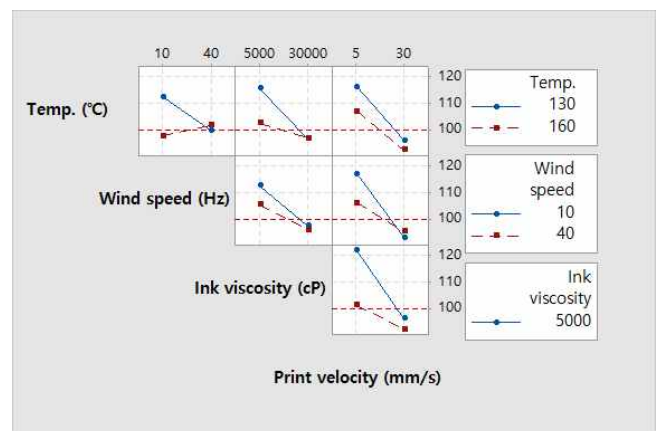 10 40 5000 30000 5 30
Temp. (℃)
120
110
100
Temp.
130
160
Wind speed (Hz)
120
110
100
Wind
speed
10
40
Ink viscosity (cP)
120
110
100
Ink
viscosity
5000
Print velocity (mm/s)